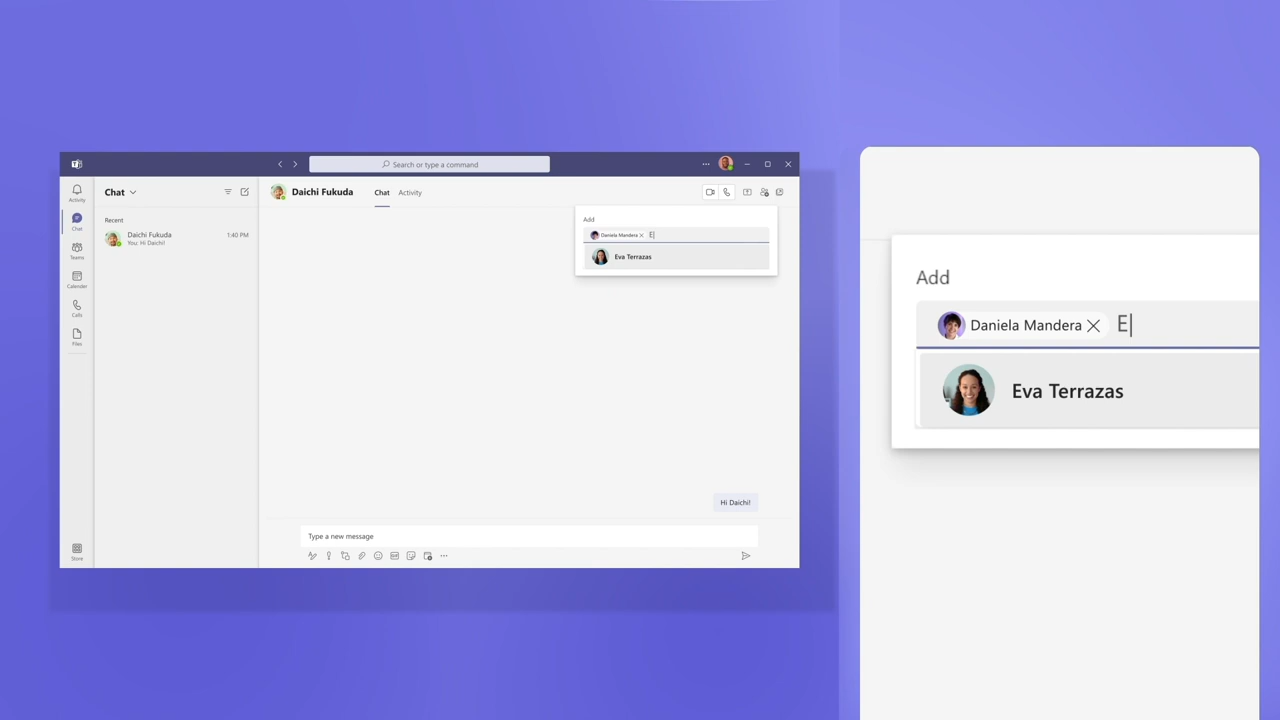 Search or type a command
Activity
Chat
Teams
Calendar
Calls
Files
Store
Chat
Recent
Daichi Fukuda
1:40 PM
You: Hi Daichi!
Daichi Fukuda
Chat
Activity
Add
Daniela Mandera
E
Eva Terrazas
Hi Daichi!
Type a new message
Add
Daniela Mandera
E
Eva Terrazas